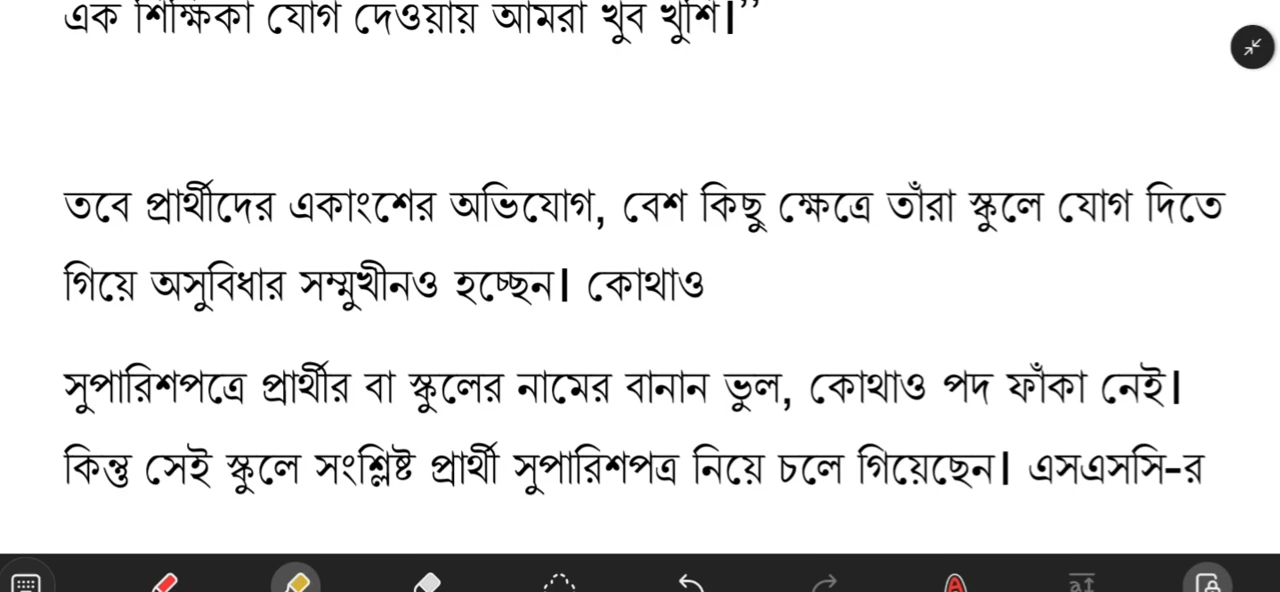 এক শিক্ষিকা যোগ দেওয়ায় আমরা খুব খুশি।’’
তবে প্রার্থীদের একাংশের অভিযোগ, বেশ কিছু ক্ষেত্রে তাঁরা স্কুলে যোগ দিতে
গিয়ে অসুবিধার সম্মুখীনও হচ্ছেন। কোথাও
সুপারিশপত্রে প্রার্থীর বা স্কুলের নামের বানান ভুল, কোথাও পদ ফাঁকা নেই।
কিন্তু সেই স্কুলে সংশ্লিষ্ট প্রার্থী সুপারিশপত্র নিয়ে চলে গিয়েছেন। এসএসসি-র
A